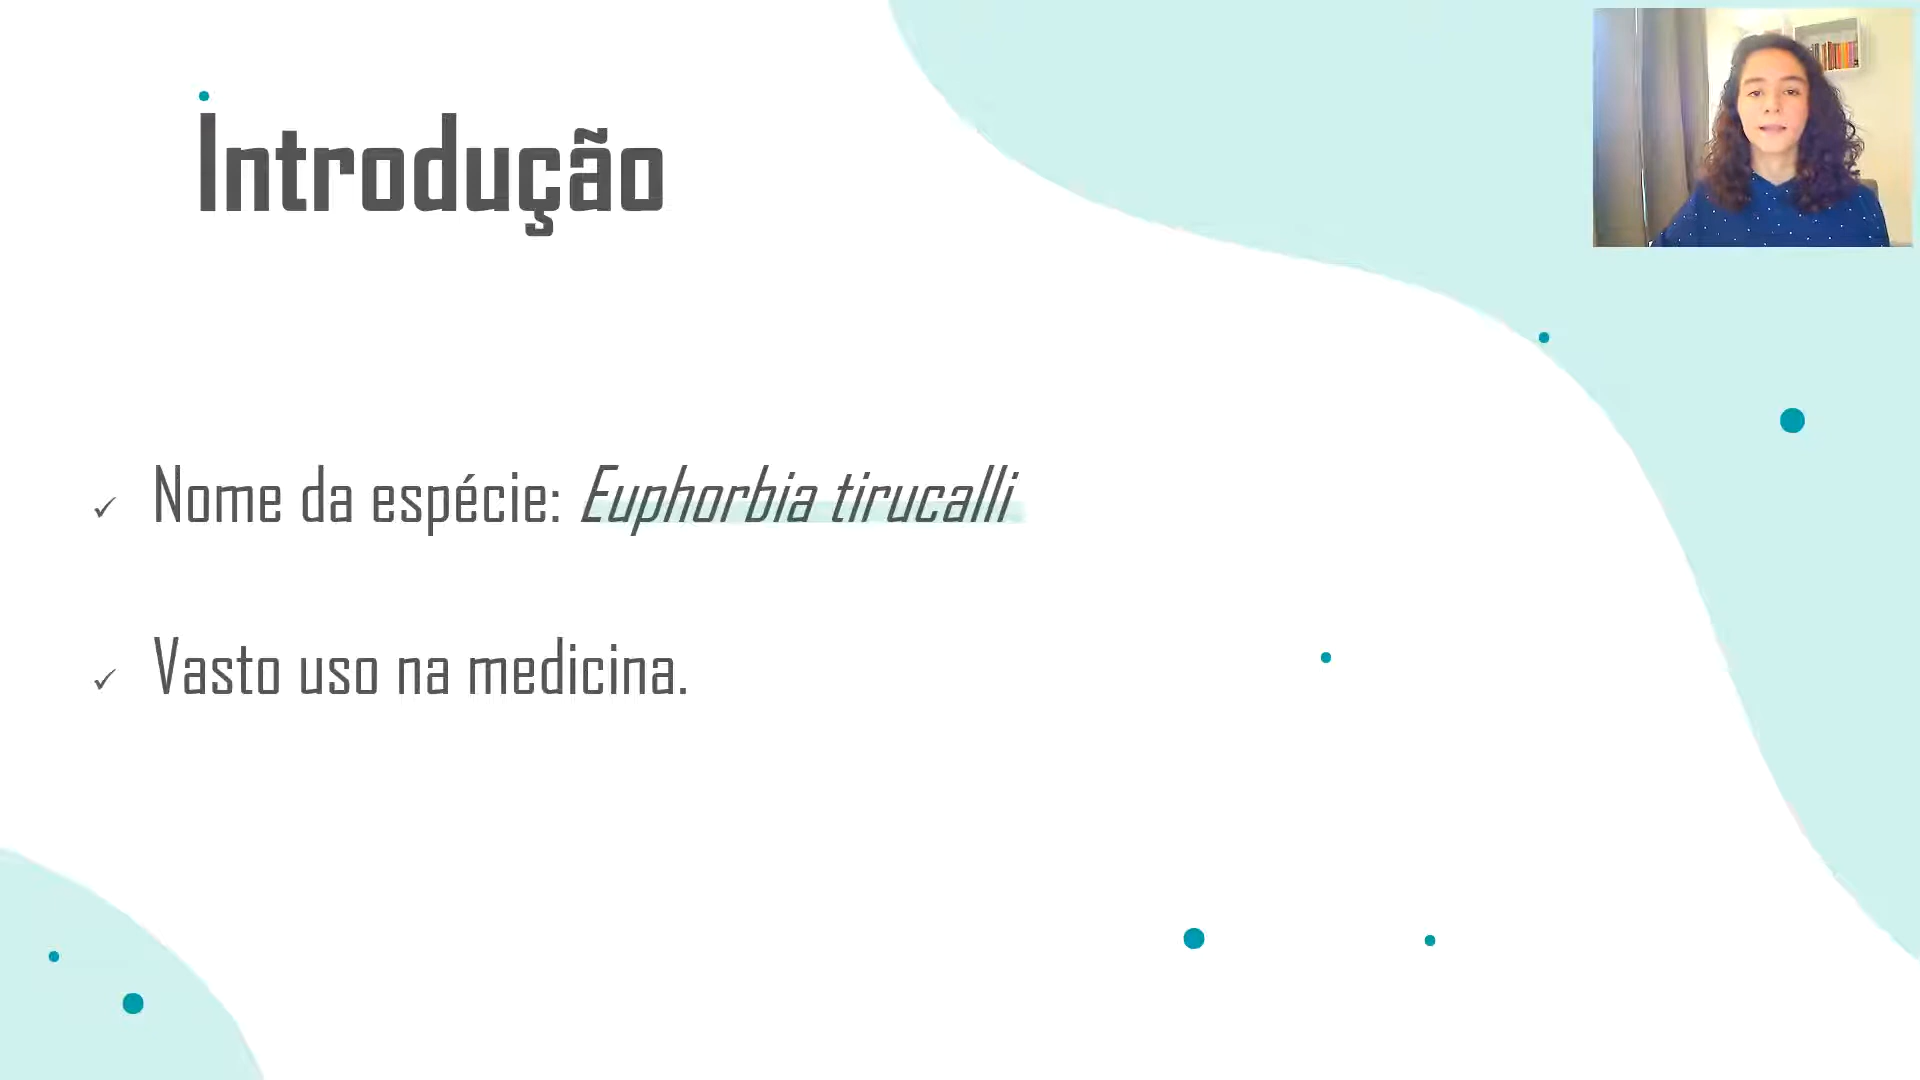 Introdução
Nome da espécie: Euphorbia tirucalli
Vasto uso na medicina.